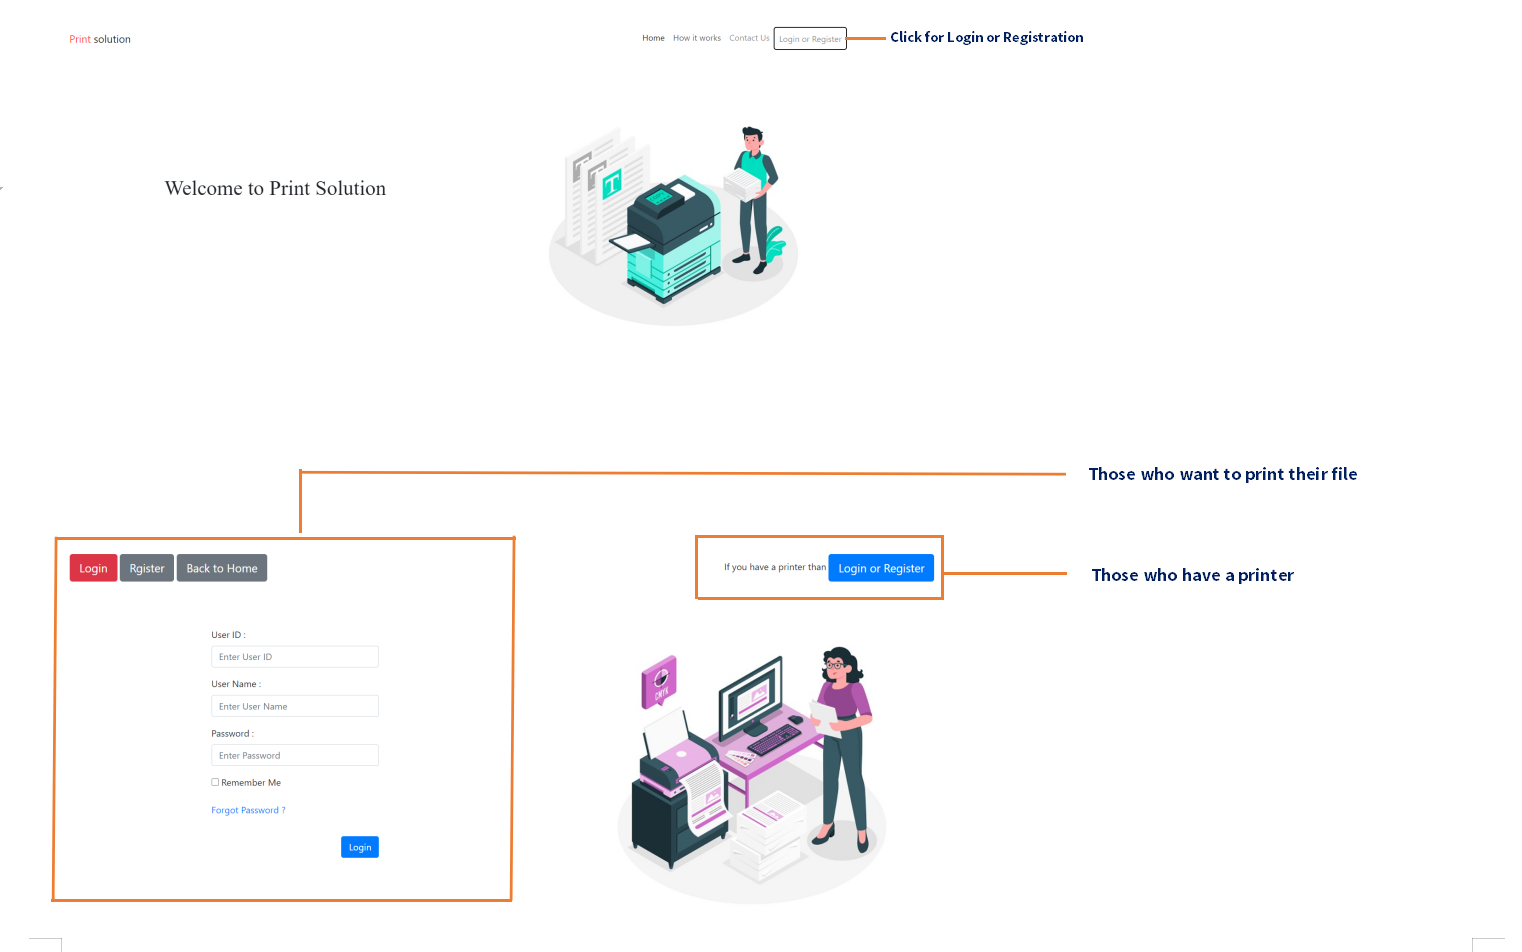 Print solution
Home How it works Contact Us Login or Register
Click for Login or Registration
Welcome to Print Solution
T
Those who want to print their file
Login Rgister Back to Home
If you have a printer than Login or Register
Those who have a printer
User ID :
Enter User ID
User Name :
Enter User Name
Password :
Enter Password
Remember Me
Forgot Password ?
Login
CMYK